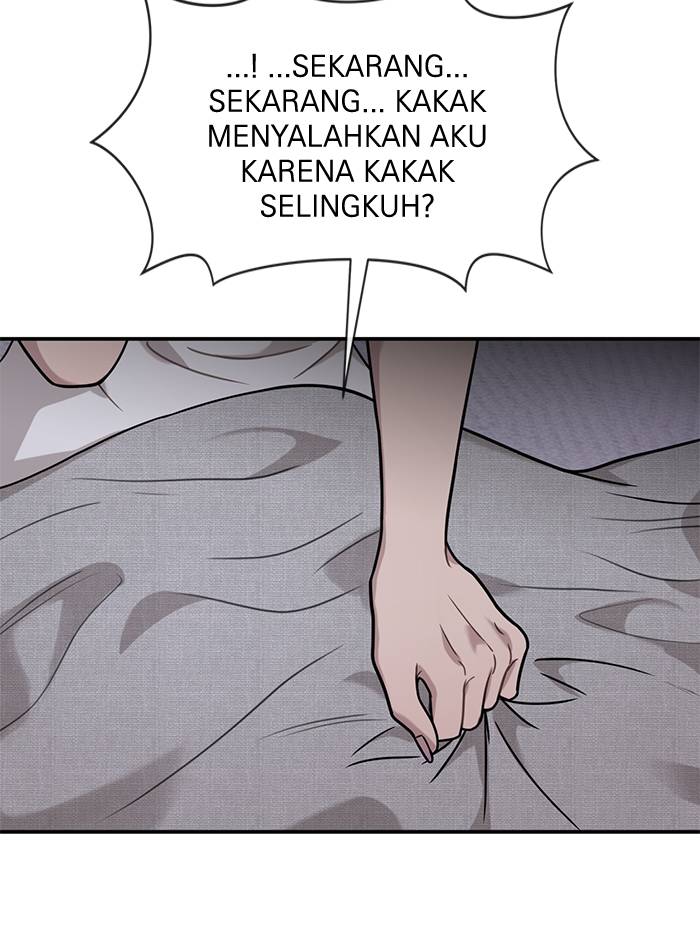 ...! ...SEKARANG...
SEKARANG... KAKAK
MENYALAHKAN AKU
KARENA KAKAK
SELINGKUH?